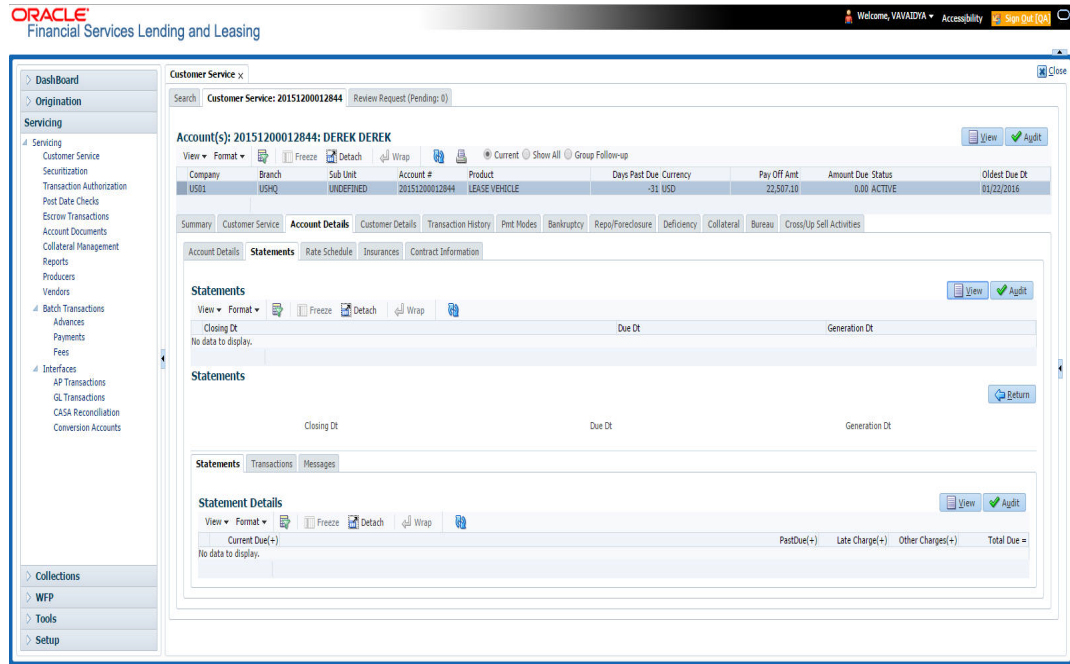 ORACLE®
Financial Services Lending and Leasing
Welcome, VAVAIDYA Accessibility Sign Out [QA]
Close
DashBoard
Origination
Servicing
Servicing
Customer Service
Securitization
Transaction Authorization
Post Date Checks
Escrow Transactions
Account Documents
Collateral Management
Reports
Producers
Vendors
Batch Transactions
Advances
Payments
Fees
Interfaces
AP Transactions
GL Transactions
CASA Reconciliation
Conversion Accounts
Collections
WFP
Tools
Setup
Customer Service x
Search Customer Service: 20151200012844 Review Request (Pending: 0)
Account(s): 20151200012844: DEREK DEREK
View Audit
View Format Freeze Detach Wrap Current Show All Group Follow-up
Company Branch Sub Unit Account # Product Days Past Due Currency Pay Off Amt Amount Due Status Oldest Due Dt
US01 USHQ UNDEFINED 20151200012844 LEASE VEHICLE -31 USD 22,507.10 0.00 ACTIVE 01/22/2016
Summary Customer Service Account Details Customer Details Transaction History Pmt Modes Bankruptcy Repo/Foreclosure Deficiency Collateral Bureau Cross/Up Sell Activities
Account Details Statements Rate Schedule Insurances Contract Information
Statements
View Audit
View Format Freeze Detach Wrap
Closing Dt Due Dt Generation Dt
No data to display.
Statements
Return
Closing Dt Due Dt Generation Dt
Statements Transactions Messages
Statement Details
View Audit
View Format Freeze Detach Wrap
Current Due(+) PastDue(+) Late Charge(+) Other Charges(+) Total Due =
No data to display.